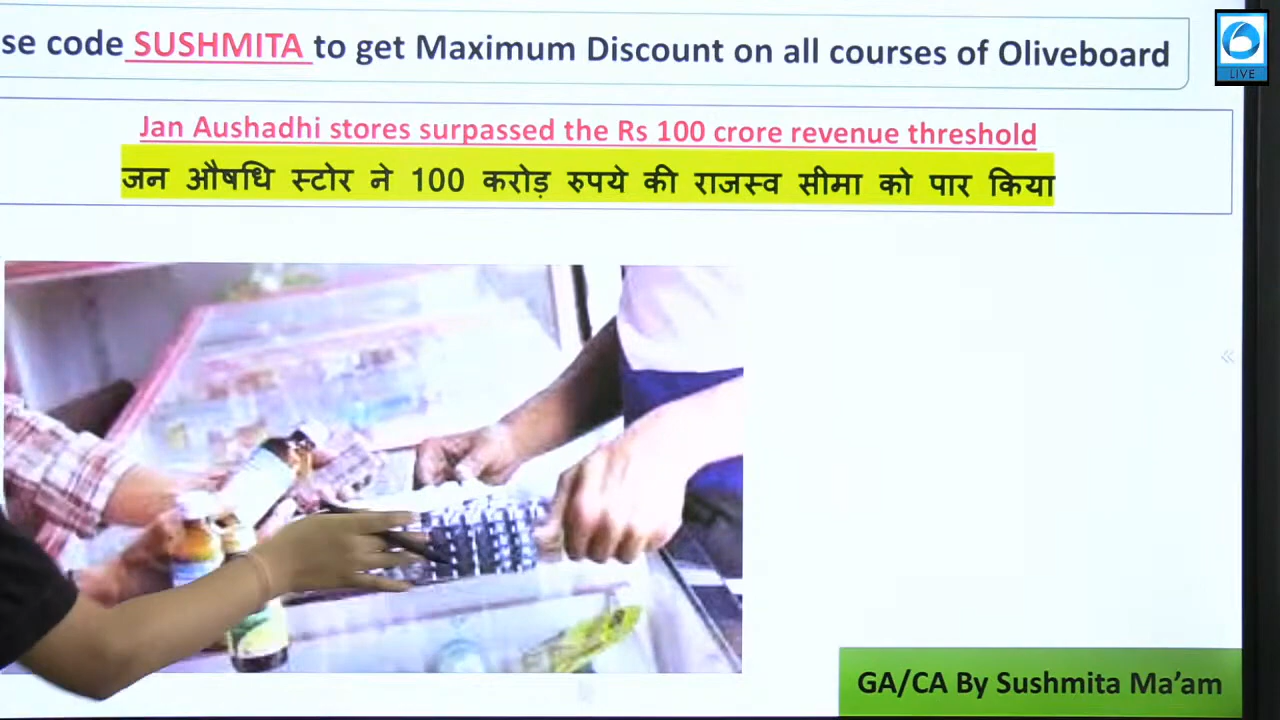 se code SUSHMITA to get Maximum Discount on all courses of Oliveboard
LIVE
Jan Aushadhi stores surpassed the Rs 100 crore revenue threshold
जन औषधि स्टोर ने 100 करोड़ रुपये की राजस्व सीमा को पार किया
GA/CA By Sushmita Ma'am